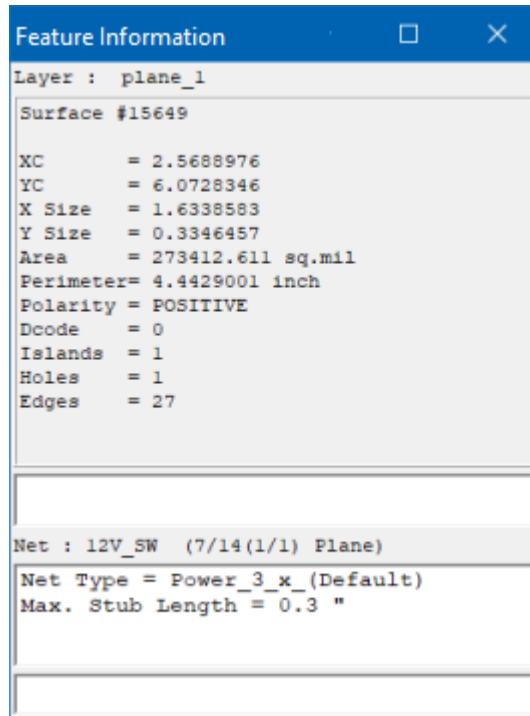 Feature Information
Layer :  plane_1
Surface #15649
XC       = 2.5688976
YC       = 6.0728346
X Size   = 1.6338583
Y Size   = 0.3346457
Area     = 273412.611 sq.mil
Perimeter= 4.4429001 inch
Polarity = POSITIVE
Dcode    = 0
Islands  = 1
Holes    = 1
Edges    = 27
Net : 12V_SW  (7/14(1/1) Plane)
Net Type = Power_3_x_(Default)
Max. Stub Length = 0.3 "